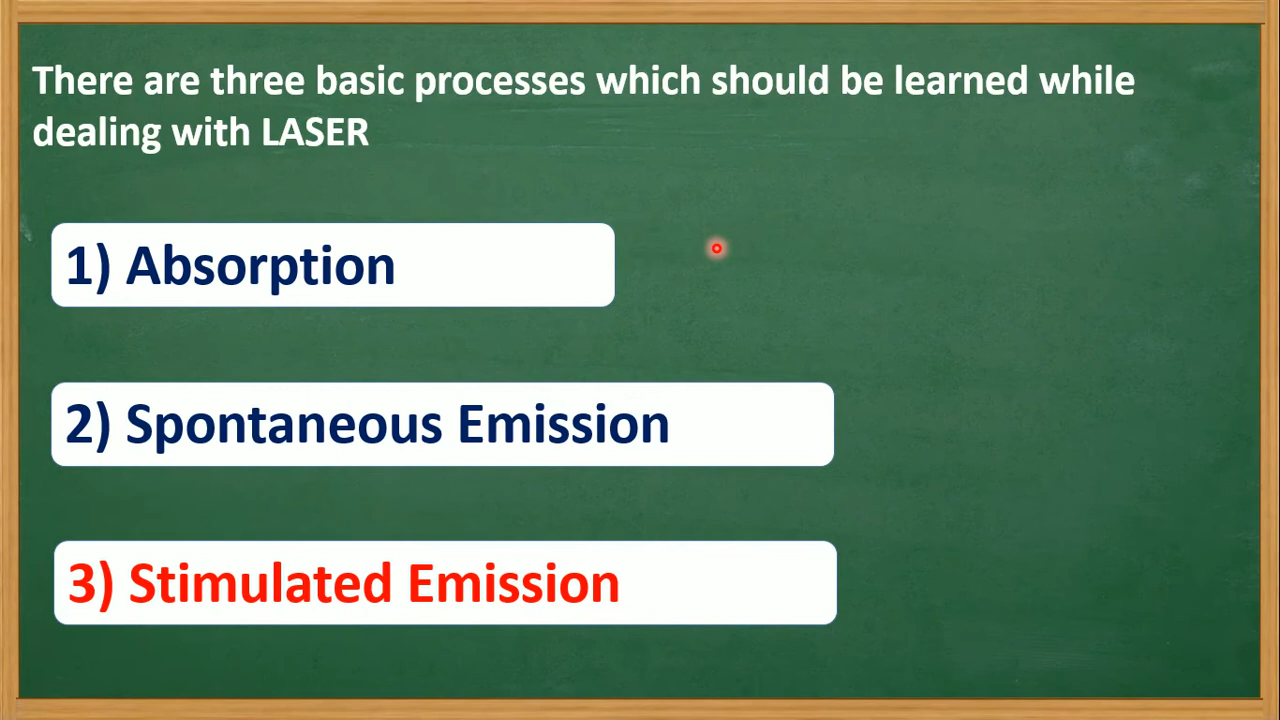 There are three basic processes which should be learned while
dealing with LASER
1) Absorption
2) Spontaneous Emission
3) Stimulated Emission